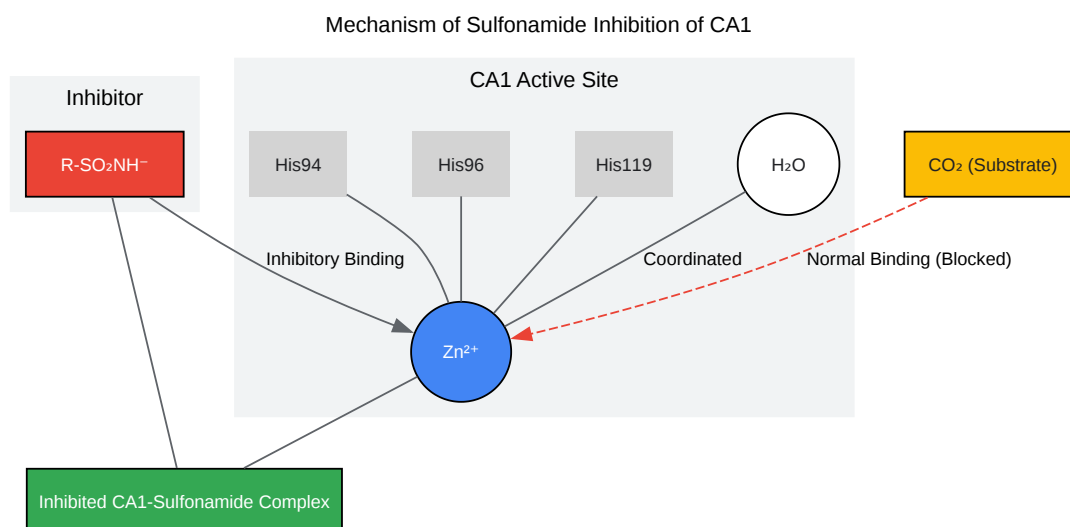 Mechanism of Sulfonamide Inhibition of CA1
CA1 Active Site
Inhibitor
R-SO₂NH⁻
His94
His96
His119
H₂O
CO₂ (Substrate)
Inhibitory Binding
Coordinated
Normal Binding (Blocked)
Zn²⁺
Inhibited CA1-Sulfonamide Complex